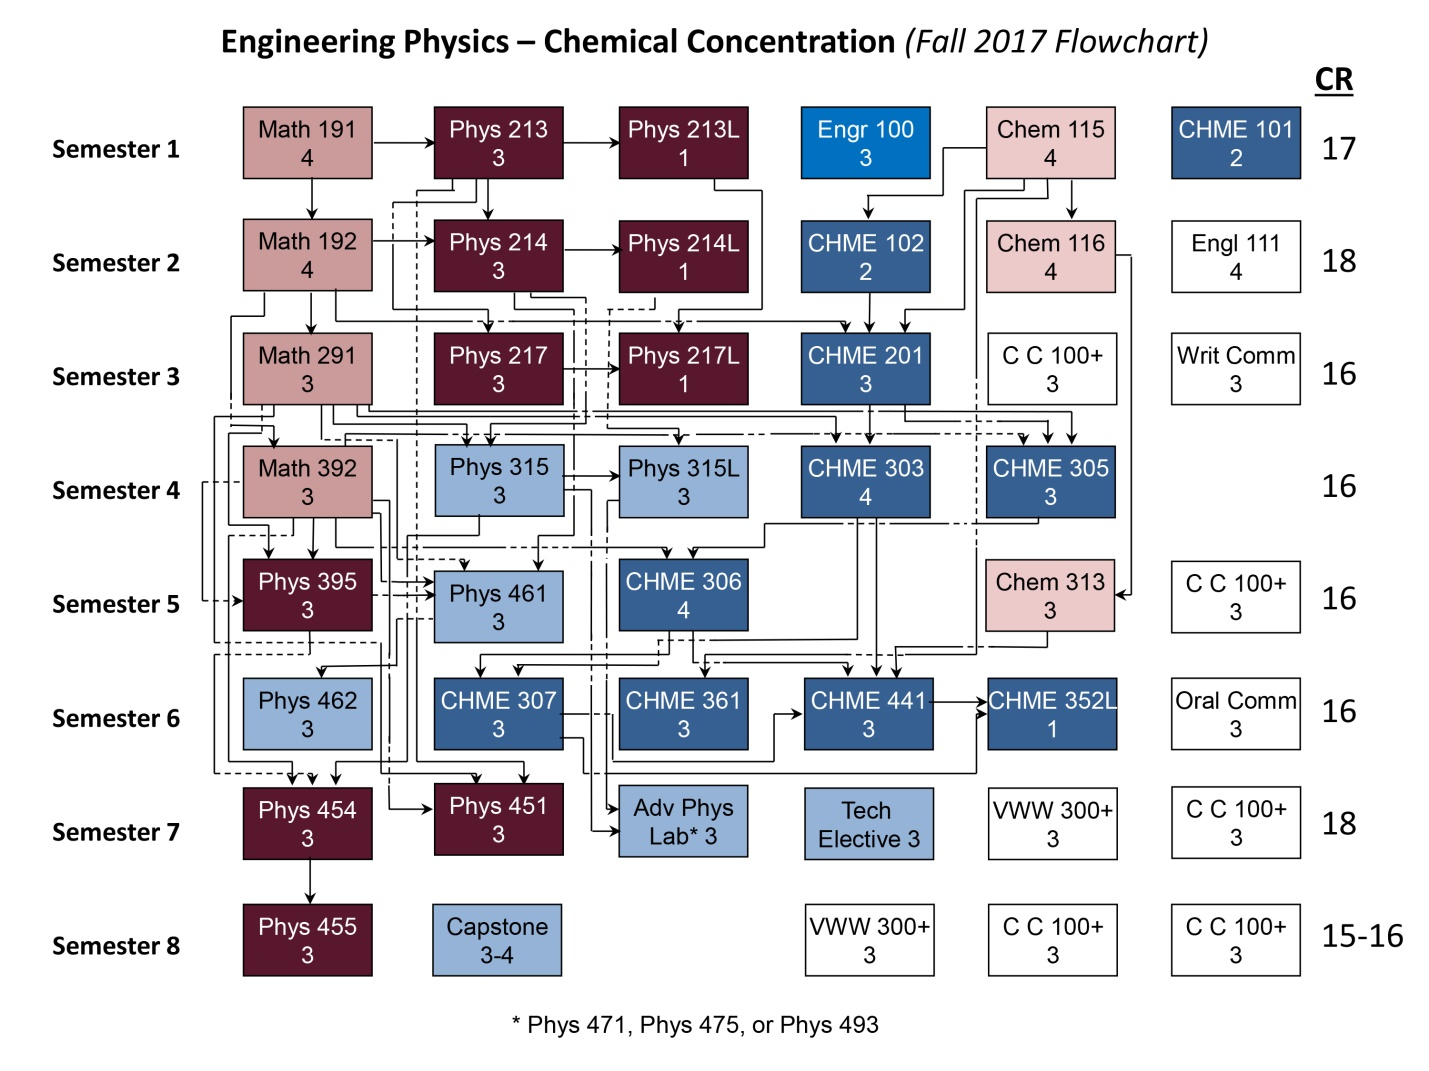 Engineering Physics – Chemical Concentration (Fall 2017 Flowchart)
CR
Semester 1
Math 191
4
Phys 213
3
Phys 213L
1
Engr 100
3
Chem 115
4
CHME 101
2
17
Semester 2
Math 192
4
Phys 214
3
Phys 214L
1
CHME 102
2
Chem 116
4
Engl 111
4
18
Semester 3
Math 291
3
Phys 217
3
Phys 217L
1
CHME 201
3
C C 100+
3
Writ Comm
3
16
Semester 4
Math 392
3
Phys 315
3
Phys 315L
3
CHME 303
4
CHME 305
3
16
Semester 5
Phys 395
3
Phys 461
3
CHME 306
4
Chem 313
3
C C 100+
3
16
Semester 6
Phys 462
3
CHME 307
3
CHME 361
3
CHME 441
3
CHME 352L
1
Oral Comm
3
16
Semester 7
Phys 454
3
Phys 451
3
Adv Phys
Lab* 3
Tech
Elective 3
VWW 300+
3
C C 100+
3
18
Semester 8
Phys 455
3
Capstone
3-4
VWW 300+
3
C C 100+
3
C C 100+
3
15-16
* Phys 471, Phys 475, or Phys 493